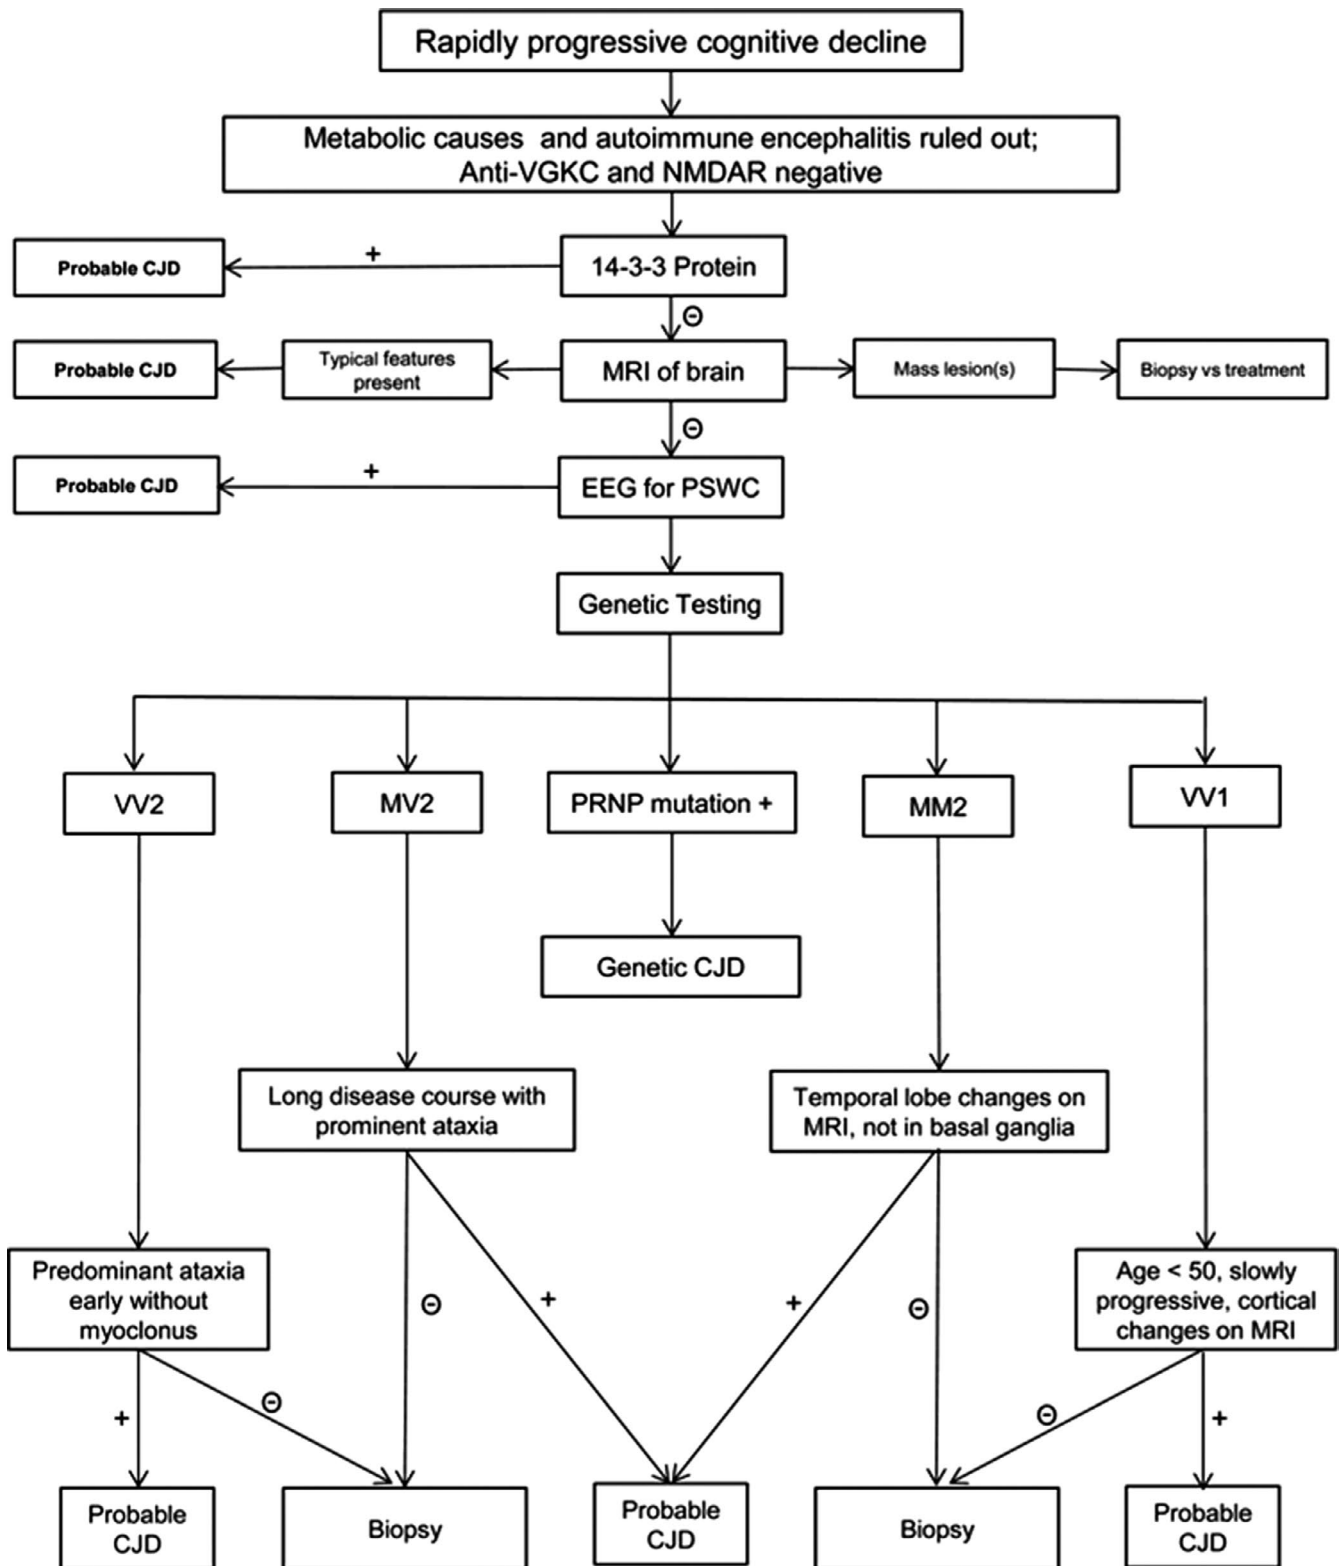 Rapidly progressive cognitive decline
Metabolic causes and autoimmune encephalitis ruled out;
Anti-VGKC and NMDAR negative
Probable CJD
+
14-3-3 Protein
⊖
Probable CJD
Typical features
present
MRI of brain
Mass lesion(s)
Biopsy vs treatment
⊖
Probable CJD
+
EEG for PSWC
Genetic Testing
VV2
MV2
PRNP mutation +
MM2
VV1
Genetic CJD
Long disease course with
prominent ataxia
Temporal lobe changes on
MRI, not in basal ganglia
Predominant ataxia
early without
myoclonus
Age < 50, slowly
progressive, cortical
changes on MRI
⊖
+
+
⊖
+
⊖
⊖
+
Probable
CJD
Biopsy
Probable
CJD
Biopsy
Probable
CJD